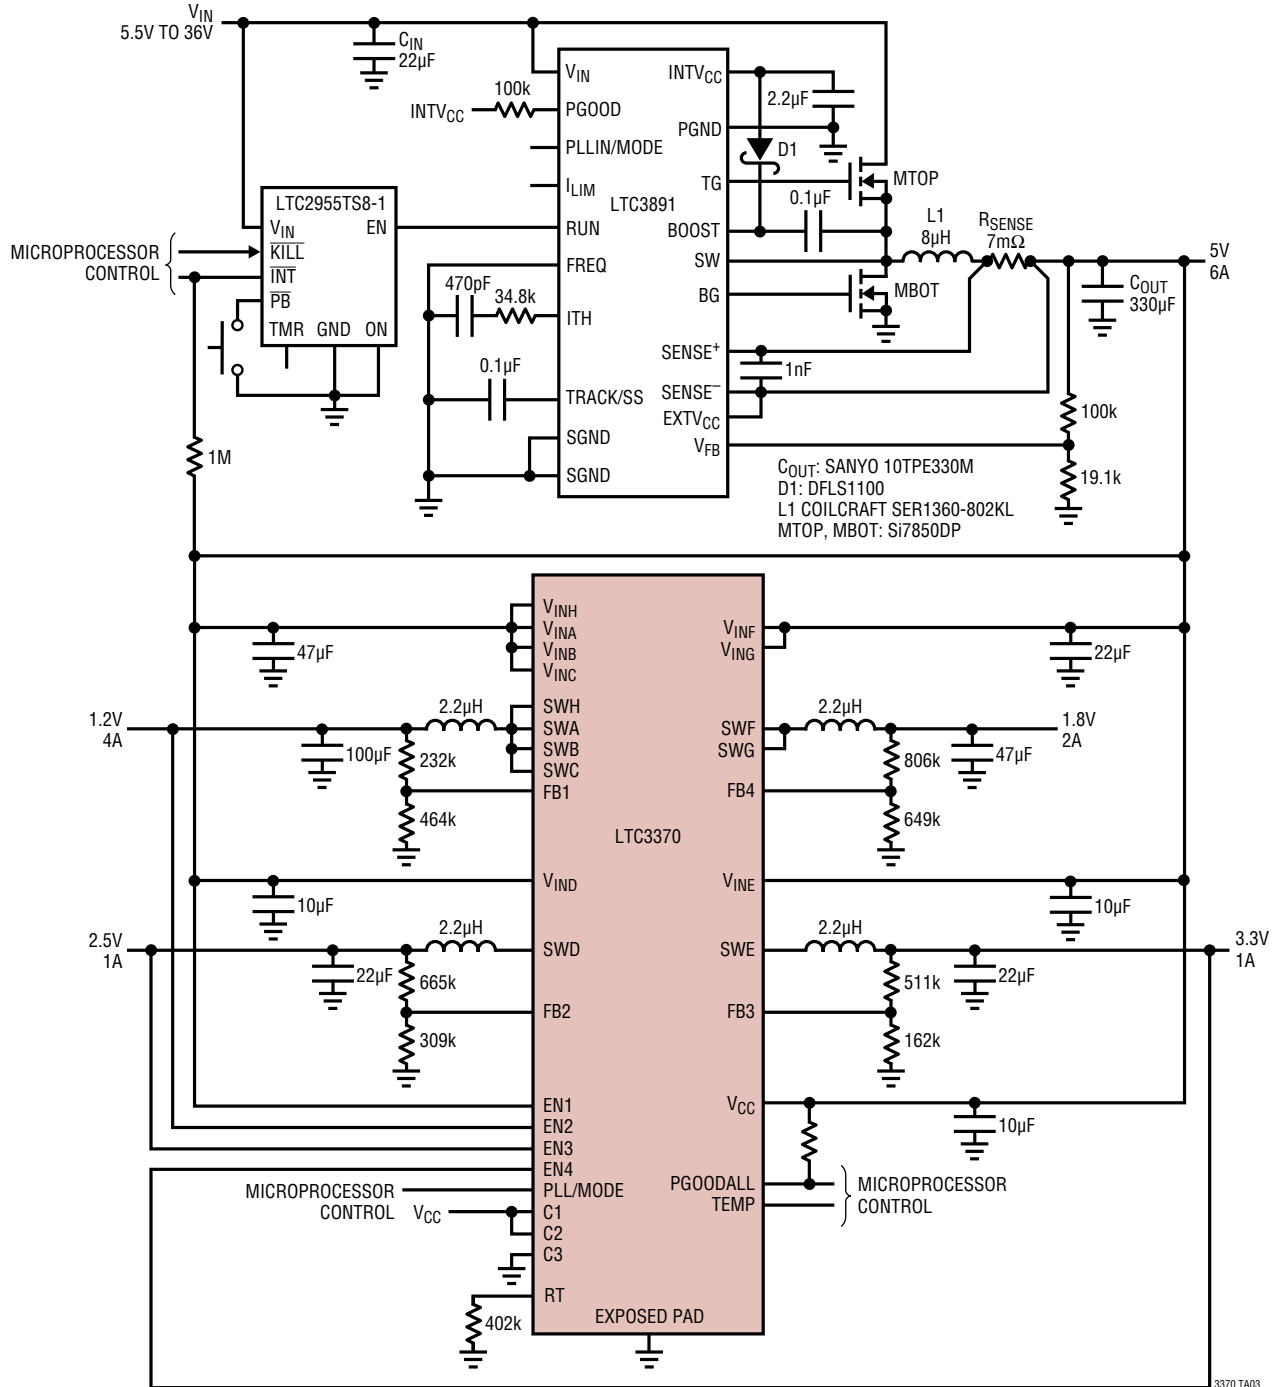 VIN
5.5V TO 36V
CIN
22µF
VIN
INTVCC
100k
2.2µF
INTVCC
PGOOD
PGND
D1
PLLIN/MODE
TG
MTOP
ILIM
LTC3891
0.1µF
LTC2955TS8-1
L1
8µH
RSENSE
7mΩ
VIN
EN
RUN
BOOST
MICROPROCESSOR
CONTROL
KILL
INT
PB
TMR
GND
ON
FREQ
SW
5V
6A
470pF
34.8k
ITH
BG
MBOT
COUT
330µF
SENSE+
1nF
0.1µF
TRACK/SS
SENSE–
EXTVCC
100k
SGND
VFB
1M
SGND
19.1k
COUT: SANYO 10TPE330M
D1: DFLS1100
L1 COILCRAFT SER1360-802KL
MTOP, MBOT: Si7850DP
VINH
VINA
VINB
VINC
VINF
VING
47µF
22µF
2.2µH
SWH
SWA
SWB
SWC
SWF
SWG
2.2µH
1.2V
4A
1.8V
2A
100µF
232k
806k
47µF
FB1
FB4
464k
649k
LTC3370
VIND
VINE
10µF
10µF
2.5V
1A
2.2µH
SWD
SWE
2.2µH
3.3V
1A
22µF
665k
511k
22µF
FB2
FB3
309k
162k
EN1
EN2
EN3
EN4
VCC
10µF
MICROPROCESSOR
CONTROL
PLL/MODE
PGOODALL
TEMP
MICROPROCESSOR
CONTROL
VCC
C1
C2
C3
RT
402k
EXPOSED PAD
3370 TA03